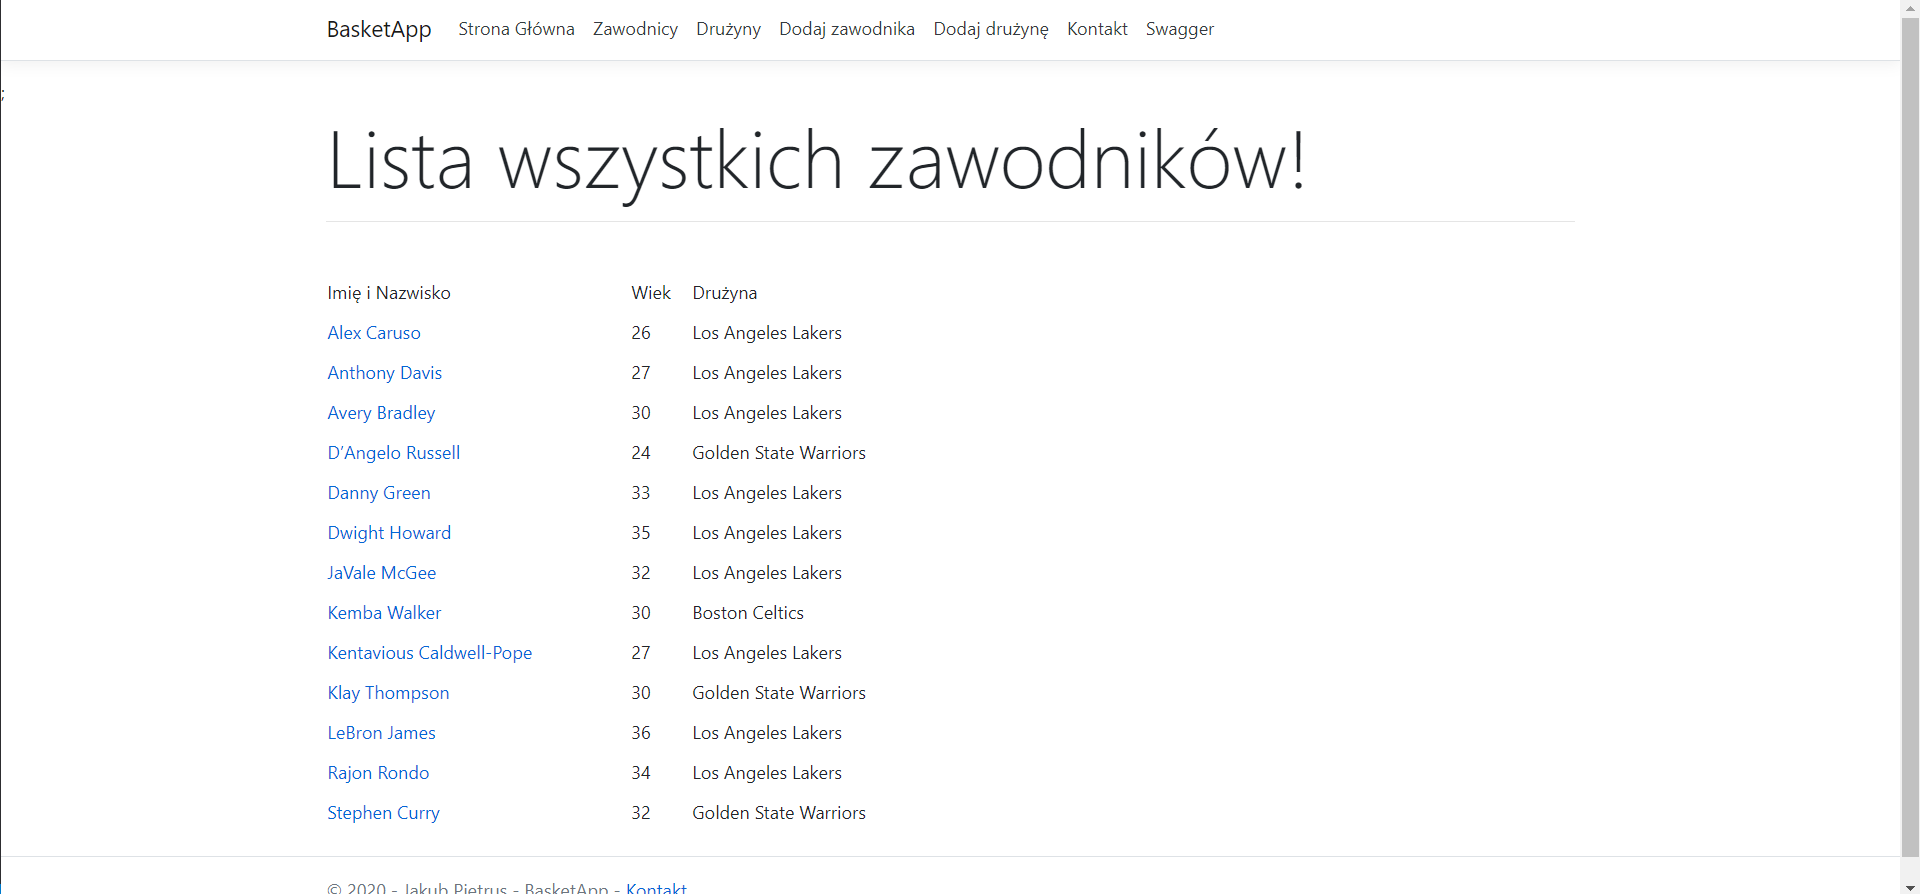 BasketApp Strona Główna Zawodnicy Drużyny Dodaj zawodnika Dodaj drużynę Kontakt Swagger
;
Lista wszystkich zawodników!
Imię i Nazwisko Wiek Drużyna
Alex Caruso 26 Los Angeles Lakers
Anthony Davis 27 Los Angeles Lakers
Avery Bradley 30 Los Angeles Lakers
D’Angelo Russell 24 Golden State Warriors
Danny Green 33 Los Angeles Lakers
Dwight Howard 35 Los Angeles Lakers
JaVale McGee 32 Los Angeles Lakers
Kemba Walker 30 Boston Celtics
Kentavious Caldwell-Pope 27 Los Angeles Lakers
Klay Thompson 30 Golden State Warriors
LeBron James 36 Los Angeles Lakers
Rajon Rondo 34 Los Angeles Lakers
Stephen Curry 32 Golden State Warriors
© 2020 - Jakub Pietrus - BasketApp - Kontakt